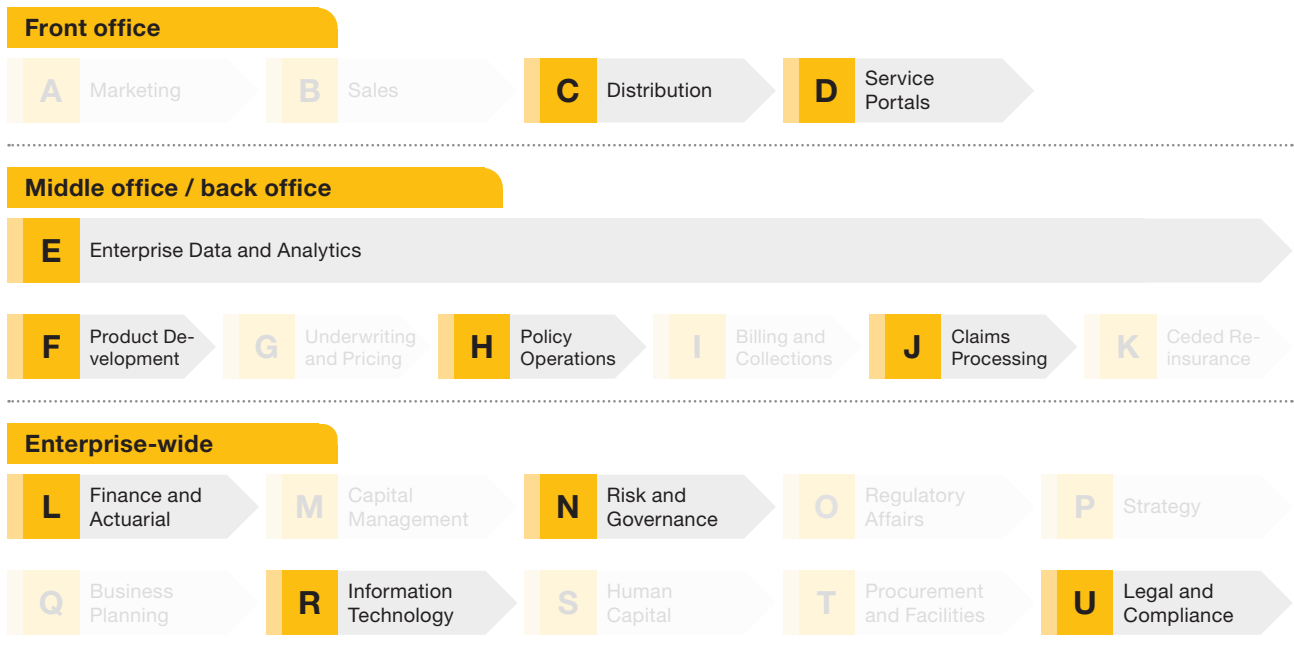 Front office
A
Marketing
B
Sales
C
Distribution
D
Service
Portals
Middle office / back office
E
Enterprise Data and Analytics
F
Product De-
velopment
G
Underwriting
and Pricing
H
Policy
Operations
I
Billing and
Collections
J
Claims
Processing
K
Ceded Re-
insurance
Enterprise-wide
L
Finance and
Actuarial
M
Capital
Management
N
Risk and
Governance
O
Regulatory
Affairs
P
Strategy
Q
Business
Planning
R
Information
Technology
S
Human
Capital
T
Procurement
and Facilities
U
Legal and
Compliance